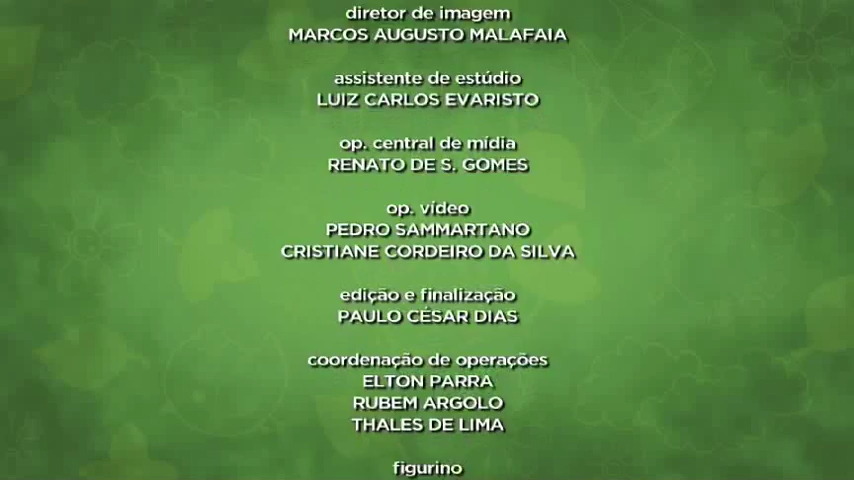 diretor de imagem
MARCOS AUGUSTO MALAFAIA
assistente de estúdio
LUIZ CARLOS EVARISTO
op. central de mídia
RENATO DE S. GOMES
op. vídeo
PEDRO SAMMARTANO
CRISTIANE CORDEIRO DA SILVA
edição e finalização
PAULO CÉSAR DIAS
coordenação de operações
ELTON PARRA
RUBEM ARGOLO
THALES DE LIMA
figurino